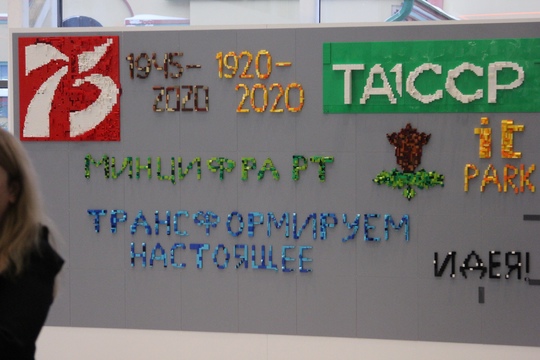 75
1945-
2020
1920-
2020
ТАССР
it
PARK
МИНЦИФРА РТ
ТРАНСФОРМИРУЕМ
НАСТОЯЩЕЕ
ИДЕЯ!